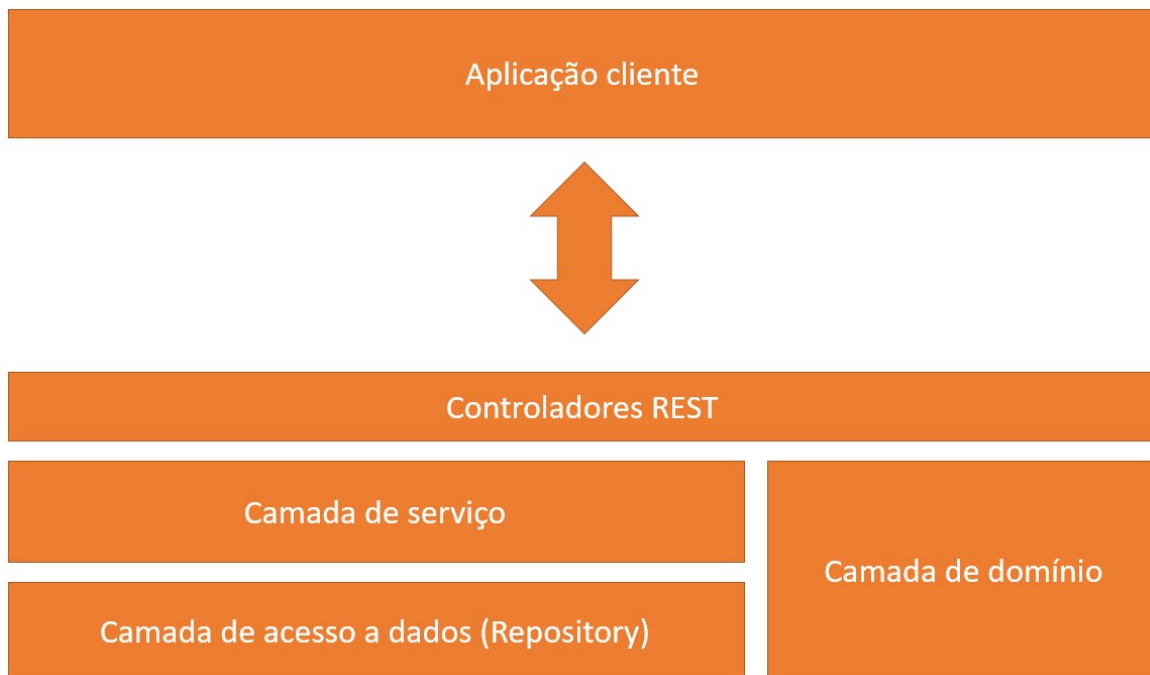 Aplicação cliente
Controladores REST
Camada de serviço
Camada de domínio
Camada de acesso a dados (Repository)